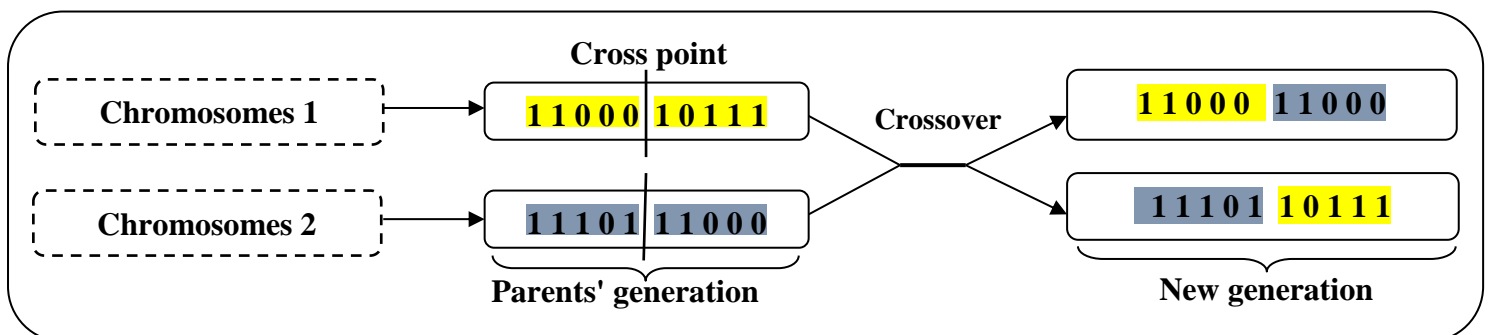 Cross point
Chromosomes 1
1 1 0 0 0 1 0 1 1 1
Crossover
1 1 0 0 0 1 1 0 0 0
Chromosomes 2
1 1 1 0 1 1 1 0 0 0
1 1 1 0 1 1 0 1 1 1
Parents' generation
New generation